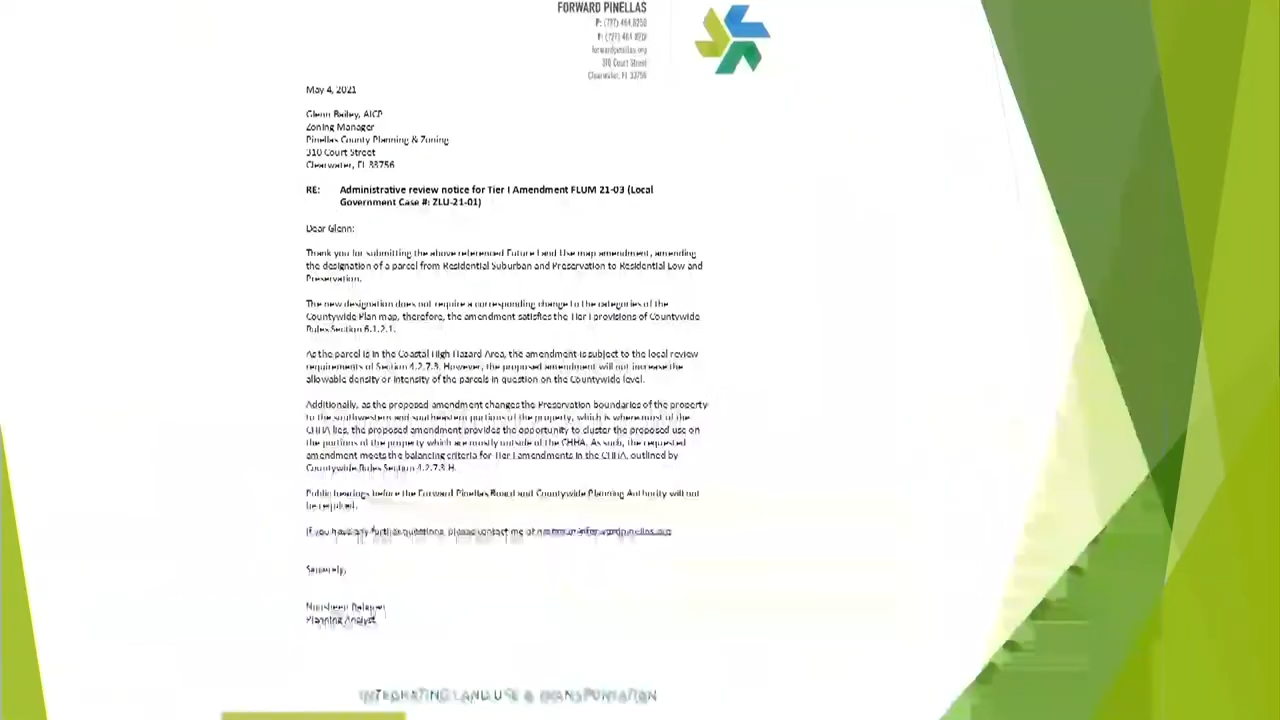 FORWARD PINELLAS
P: (727) 464.8250
forwardpinellas.org
310 Court Street
Clearwater, FL 33756
May 4, 2021
Glenn Bailey, AICP
Zoning Manager
Pinellas County Planning & Zoning
310 Court Street
Clearwater, FL 33756
RE: Administrative review notice for Tier I Amendment FLUM 21-03 (Local
Government Case #: ZLU-21-01)
Dear Glenn:
Thank you for submitting the above referenced Future Land Use map amendment, amending
the designation of a parcel from Residential Suburban and Preservation to Residential Low and
Preservation.
The new designation does not require a corresponding change to the categories of the
Countywide Plan map, therefore, the amendment satisfies the Tier I provisions of Countywide
Rules Section 6.1.2.1.
As the parcel is in the Coastal High Hazard Area, the amendment is subject to the local review
requirements of Section 4.2.7.3. However, the proposed amendment will not increase the
allowable density or intensity of the parcels in question on the Countywide level.
Additionally, as the proposed amendment changes the Preservation boundaries of the property
to the southwestern and southeastern portions of the property, which is where most of the
CHHA lies, the proposed amendment provides the opportunity to cluster the proposed use on
the portions of the property which are mostly outside of the CHHA. As such, the requested
amendment meets the balancing criteria for Tier I amendments in the CHHA, outlined by
Countywide Rules Section 4.2.7.3 H.
Public hearings before the Forward Pinellas Board and Countywide Planning Authority will not
be required.
If you have any further questions, please contact me at
Sincerely,
Planning Analyst
INTEGRATING LAND USE & TRANSPORTATION